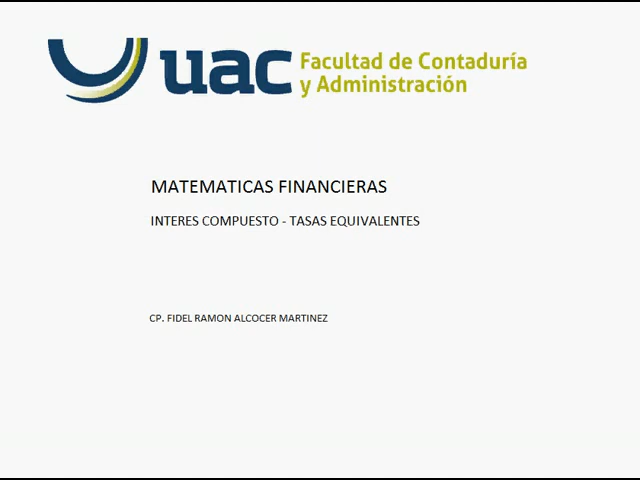 uac Facultad de Contaduría
y Administración
MATEMATICAS FINANCIERAS
INTERES COMPUESTO - TASAS EQUIVALENTES
CP. FIDEL RAMON ALCOCER MARTINEZ